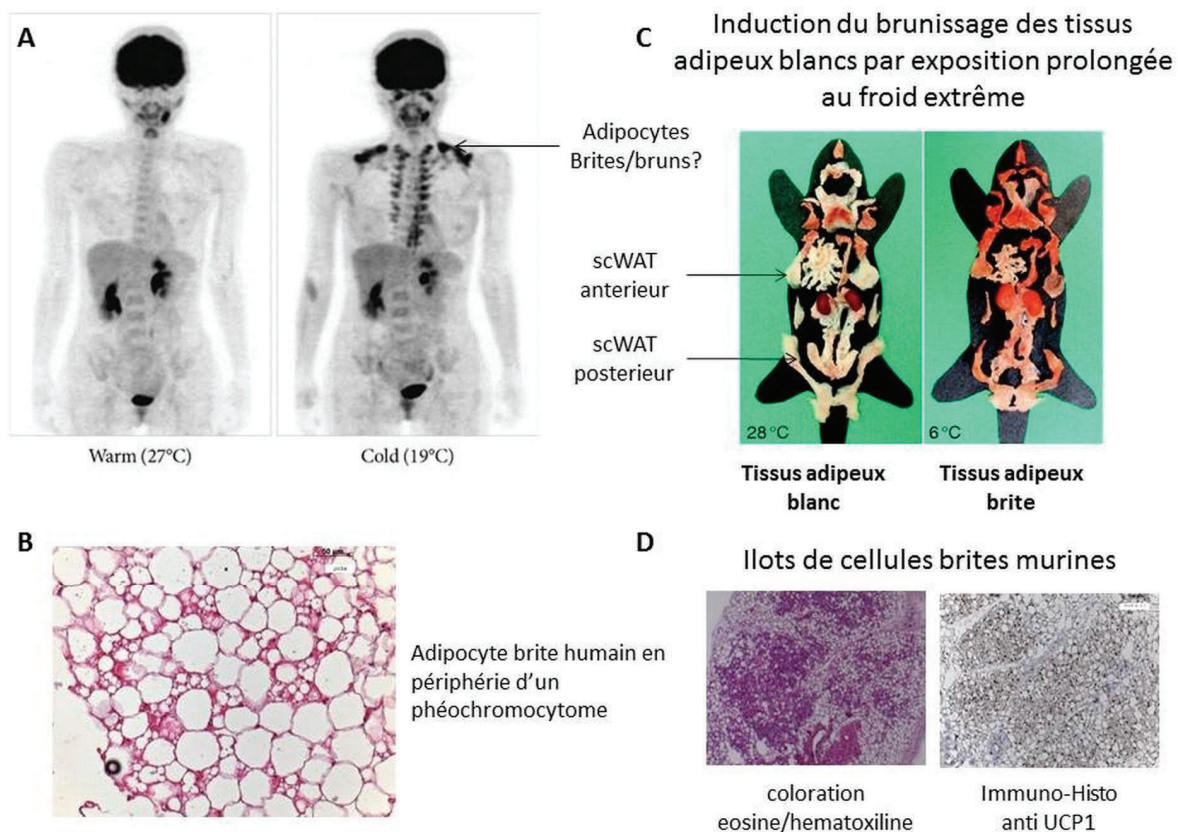 A
Warm (27°C)
Cold (19°C)
Adipocytes
Brites/bruns?
B
Adipocyte brite humain en
périphérie d’un
phéochromocytome
C
Induction du brunissage des tissus
adipeux blancs par exposition prolongée
au froid extrême
scWAT
anterieur
scWAT
posterieur
28 °C
6 °C
Tissus adipeux
blanc
Tissus adipeux
brite
D
Ilots de cellules brites murines
coloration
eosine/hematoxiline
Immuno-Histo
anti UCP1